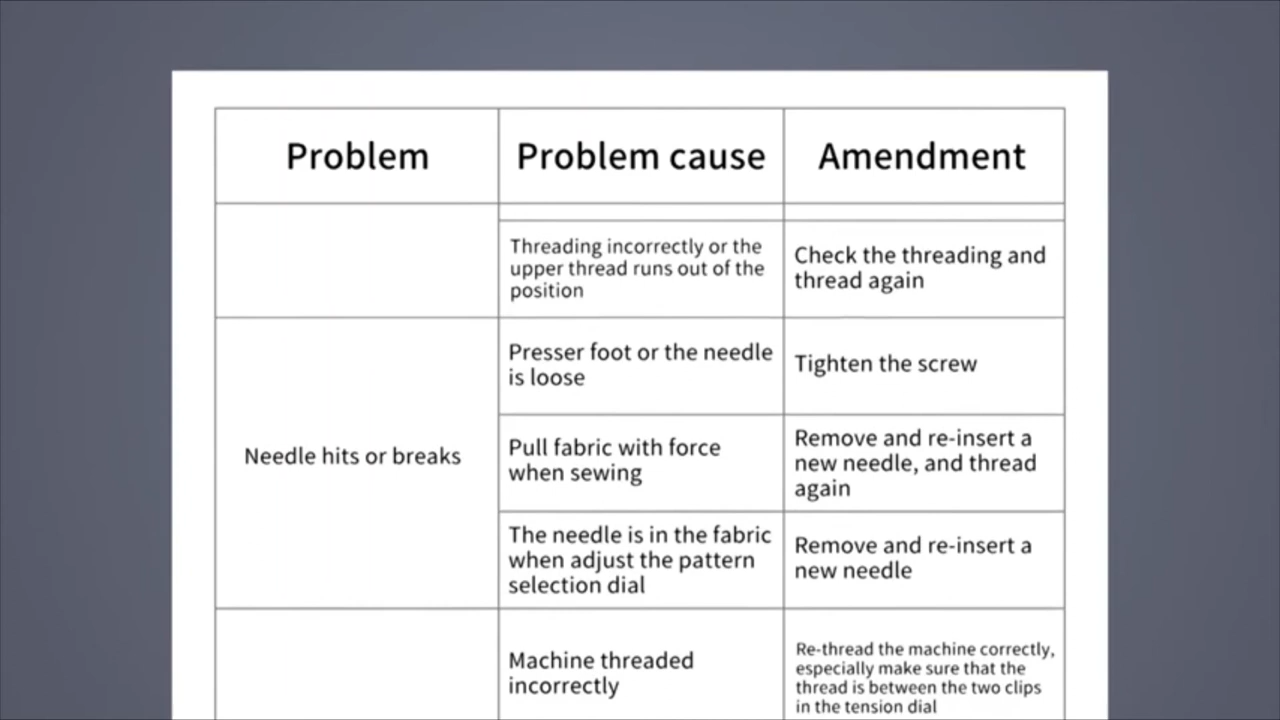 Problem
Problem cause
Amendment
Threading incorrectly or the
upper thread runs out of the
position
Check the threading and
thread again
Needle hits or breaks
Presser foot or the needle
is loose
Tighten the screw
Pull fabric with force
when sewing
Remove and re-insert a
new needle, and thread
again
The needle is in the fabric
when adjust the pattern
selection dial
Remove and re-insert a
new needle
Machine threaded
incorrectly
Re-thread the machine correctly,
especially make sure that the
thread is between the two clips
in the tension dial